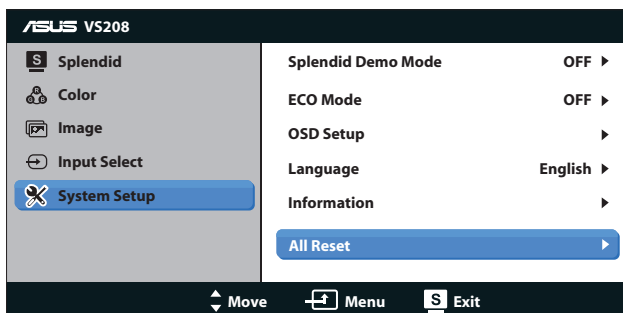 ASUS VS208
S Splendid
Color
Image
Input Select
System Setup
Splendid Demo Mode OFF
ECO Mode OFF
OSD Setup
Language English
Information
All Reset
Move Menu S Exit